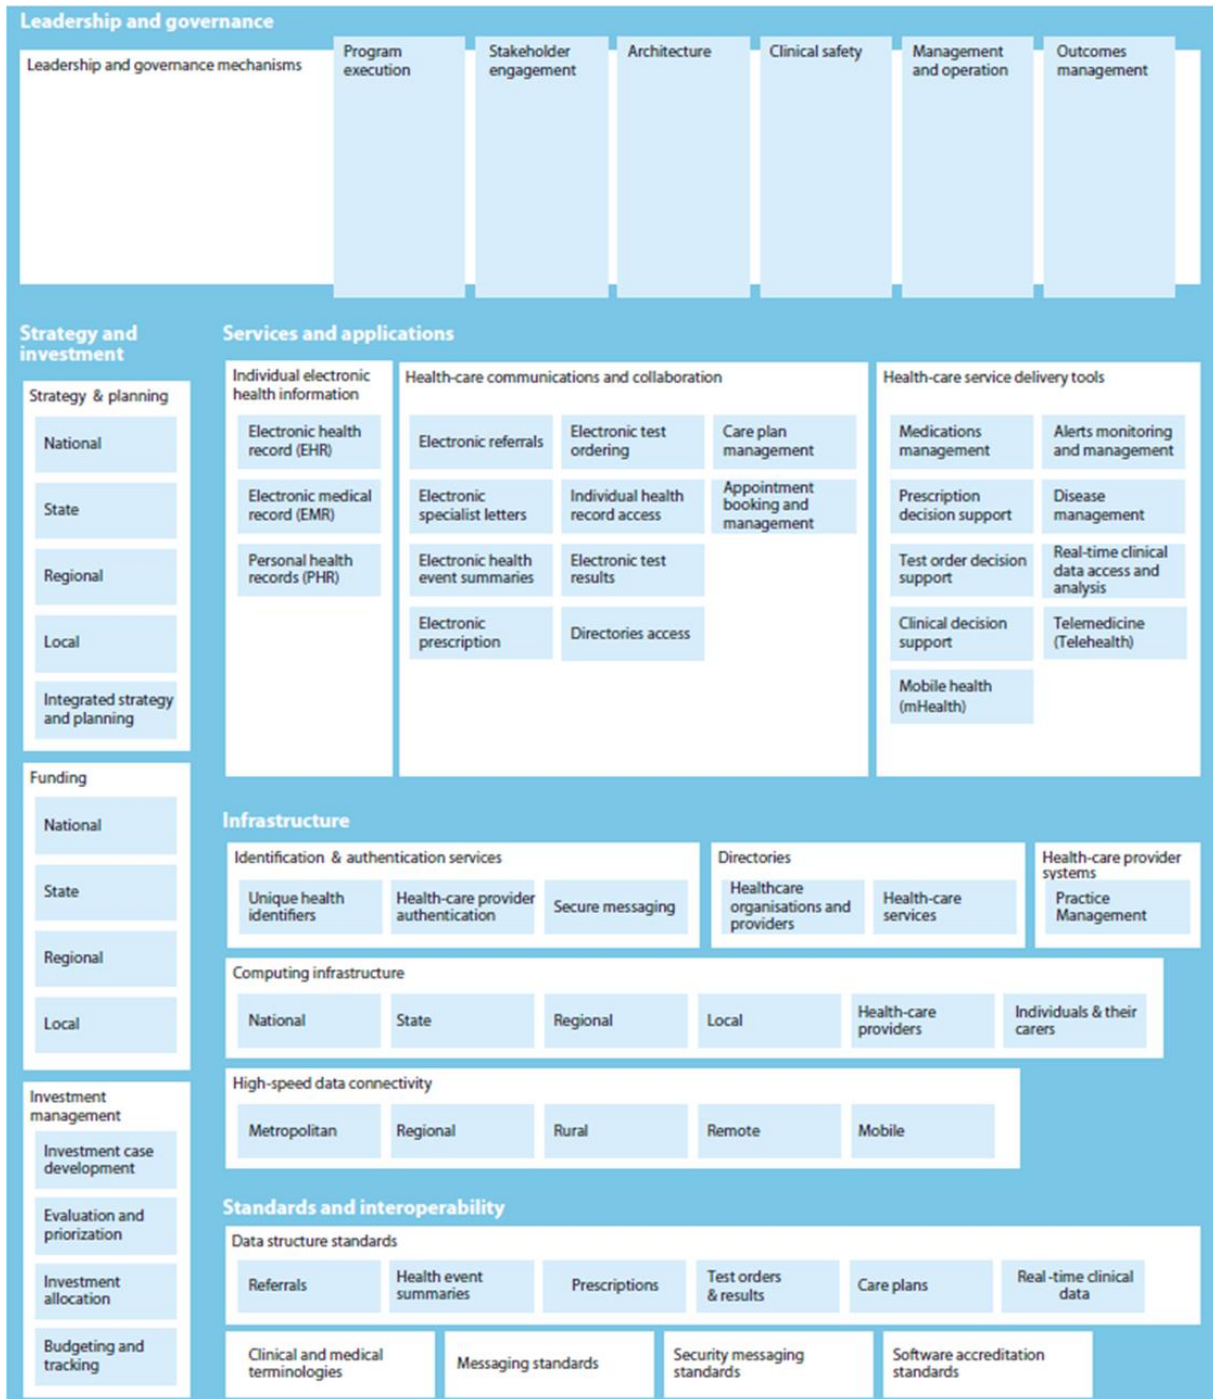 Leadership and governance
Leadership and governance mechanisms
Program
execution
Stakeholder
engagement
Architecture
Clinical safety
Management
and operation
Outcomes
management
Strategy and
investment
Strategy & planning
National
State
Regional
Local
Integrated strategy
and planning
Funding
National
State
Regional
Local
Investment
management
Investment case
development
Evaluation and
priorization
Investment
allocation
Budgeting and
tracking
Services and applications
Individual electronic
health information
Electronic health
record (EHR)
Electronic medical
record (EMR)
Personal health
records (PHR)
Health-care communications and collaboration
Electronic referrals
Electronic test
ordering
Care plan
management
Electronic
specialist letters
Individual health
record access
Appointment
booking and
management
Electronic health
event summaries
Electronic test
results
Electronic
prescription
Directories access
Health-care service delivery tools
Medications
management
Alerts monitoring
and management
Prescription
decision support
Disease
management
Test order decision
support
Real-time clinical
data access and
analysis
Clinical decision
support
Telemedicine
(Telehealth)
Mobile health
(mHealth)
Infrastructure
Identification & authentication services
Unique health
identifiers
Health-care provider
authentication
Secure messaging
Directories
Healthcare
organisations and
providers
Health-care
services
Health-care provider
systems
Practice
Management
Computing infrastructure
National
State
Regional
Local
Health-care
providers
Individuals & their
carers
High-speed data connectivity
Metropolitan
Regional
Rural
Remote
Mobile
Standards and interoperability
Data structure standards
Referrals
Health event
summaries
Prescriptions
Test orders
& results
Care plans
Real-time clinical
data
Clinical and medical
terminologies
Messaging standards
Security messaging
standards
Software accreditation
standards